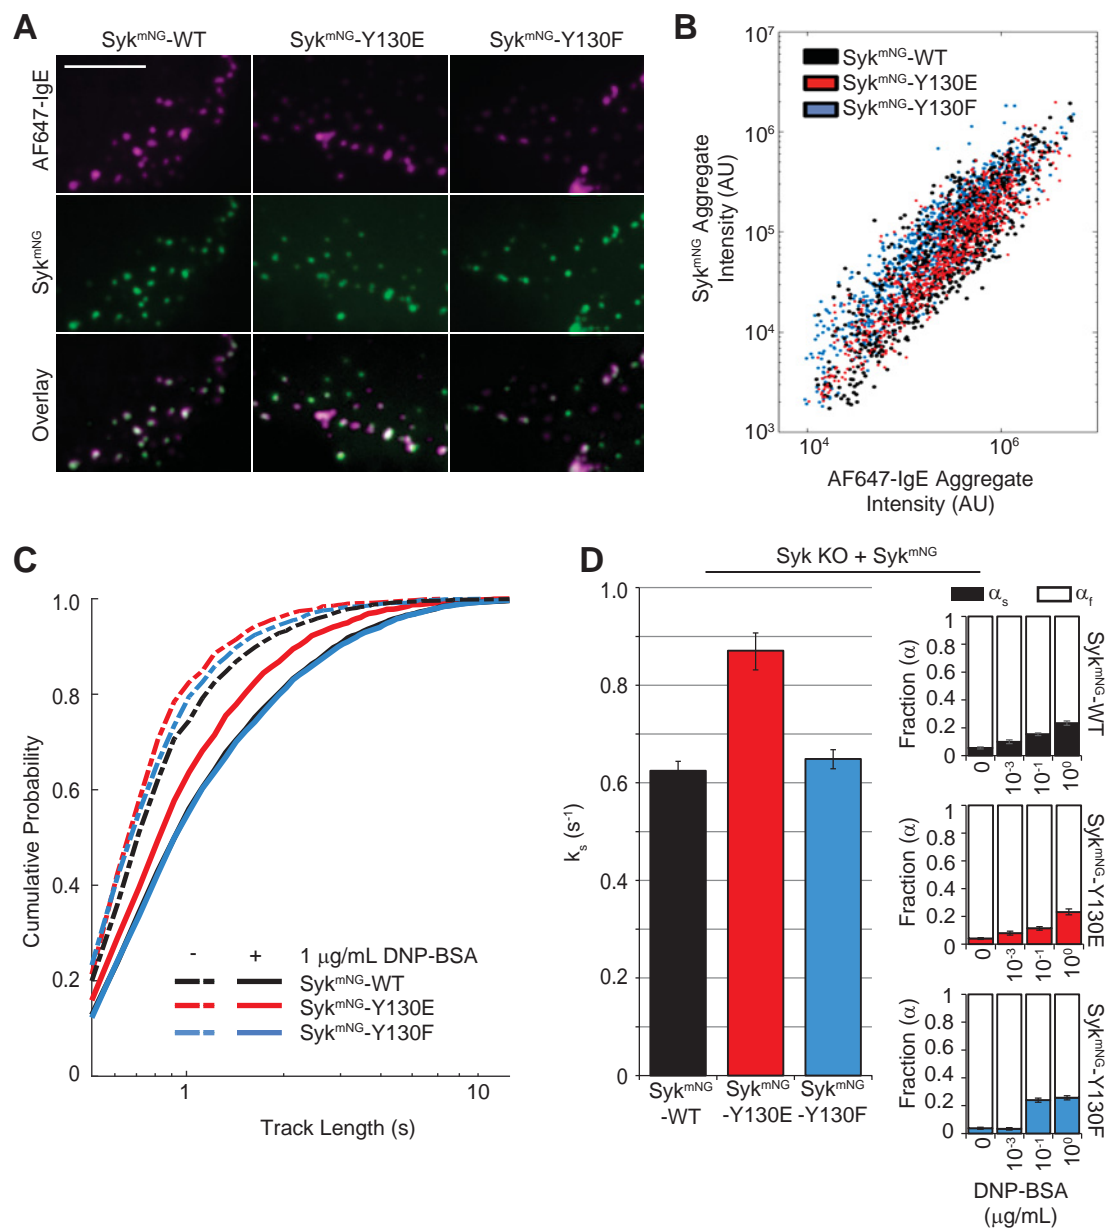 A
Syk^mNG-WT
Syk^mNG-Y130E
Syk^mNG-Y130F
AF647-IgE
Syk^mNG
Overlay
B
10^7
10^6
10^5
10^4
10^3
Syk^mNG Aggregate
Intensity (AU)
Syk^mNG-WT
Syk^mNG-Y130E
Syk^mNG-Y130F
10^4
10^6
AF647-IgE Aggregate
Intensity (AU)
C
1.0
0.8
0.6
0.4
0.2
0
Cumulative Probability
- + 1 μg/mL DNP-BSA
Syk^mNG-WT
Syk^mNG-Y130E
Syk^mNG-Y130F
1
10
Track Length (s)
D
Syk KO + Syk^mNG
1.0
0.8
0.6
0.4
0.2
0
k_s (s^-1)
Syk^mNG
-WT
Syk^mNG
-Y130E
Syk^mNG
-Y130F
α_s
α_f
Fraction (α)
1
0.8
0.6
0.4
0.2
0
0
10^-3
10^-1
10^0
Syk^mNG-WT
Fraction (α)
1
0.8
0.6
0.4
0.2
0
0
10^-3
10^-1
10^0
Syk^mNG-Y130E
Fraction (α)
1
0.8
0.6
0.4
0.2
0
0
10^-3
10^-1
10^0
Syk^mNG-Y130F
DNP-BSA
(μg/mL)